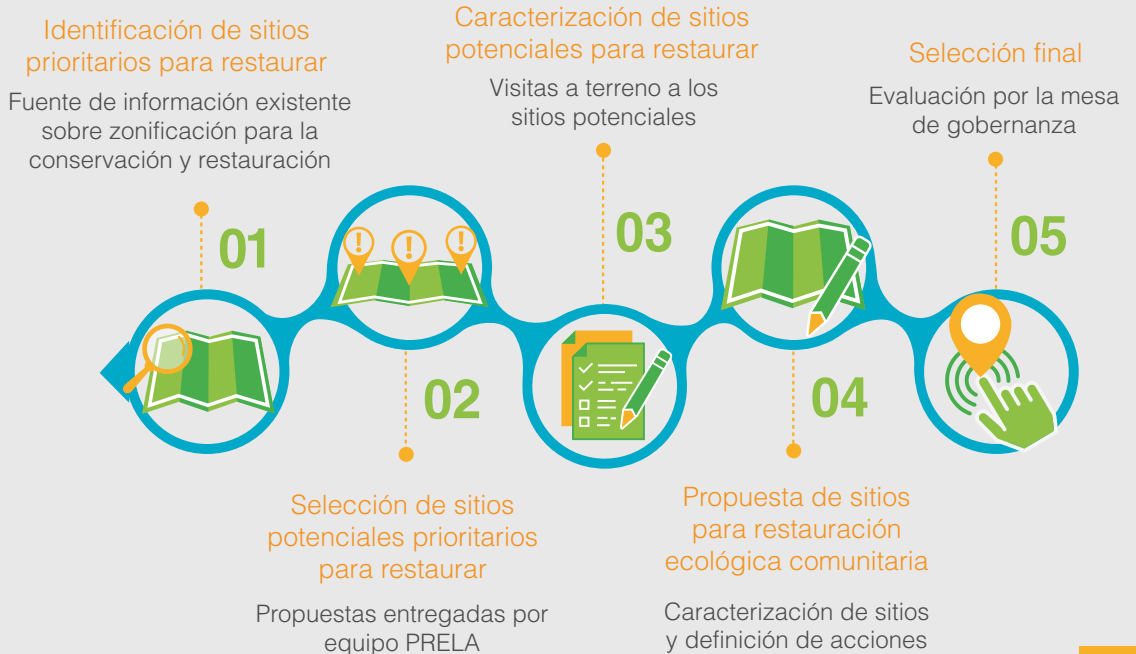 Identificación de sitios
prioritarios para restaurar
Fuente de información existente
sobre zonificación para la
conservación y restauración
01
02
Selección de sitios
potenciales prioritarios
para restaurar
Propuestas entregadas por
equipo PRELA
Caracterización de sitios
potenciales para restaurar
Visitas a terreno a los
sitios potenciales
03
04
Propuesta de sitios
para restauración
ecológica comunitaria
Caracterización de sitios
y definición de acciones
Selección final
Evaluación por la mesa
de gobernanza
05